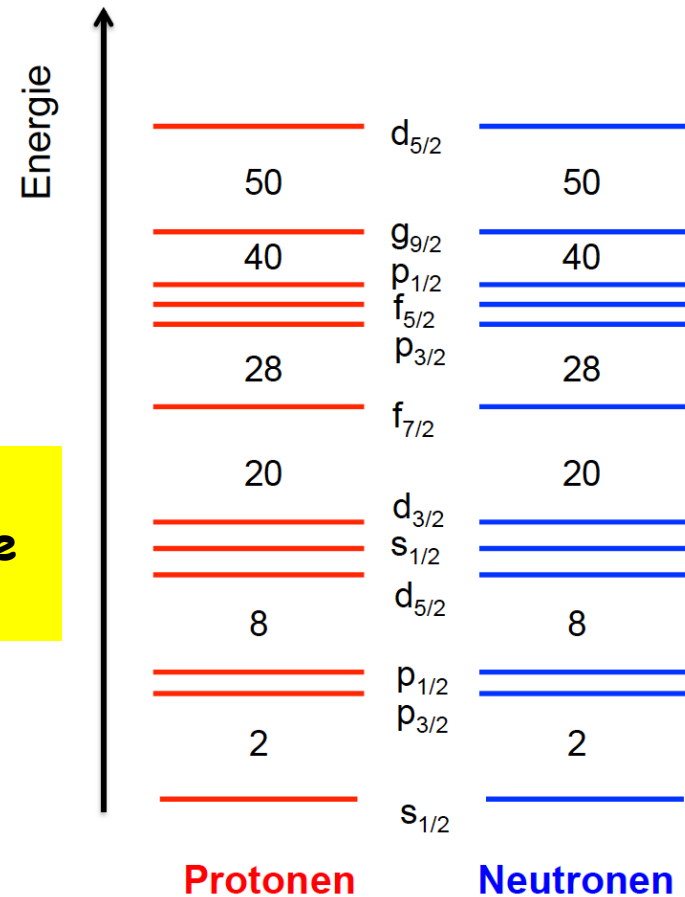 Energie
d5/2
50 50
g9/2
40 40
p1/2
f5/2
p3/2
28 28
f7/2
20 20
d3/2
e
s1/2
d5/2
8 8
p1/2
p3/2
2 2
s1/2
Protonen Neutronen